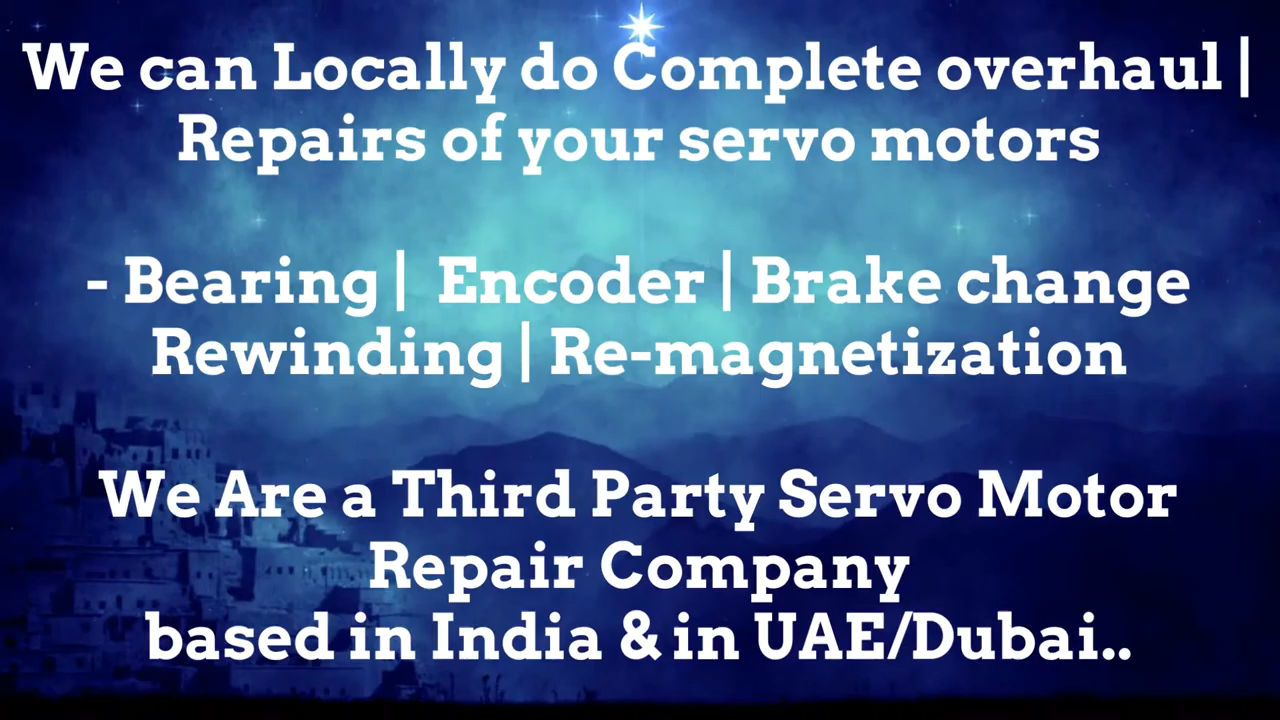 We can Locally do Complete overhaul |
Repairs of your servo motors
- Bearing | Encoder | Brake change
Rewinding | Re-magnetization
We Are a Third Party Servo Motor
Repair Company
based in India & in UAE/Dubai..